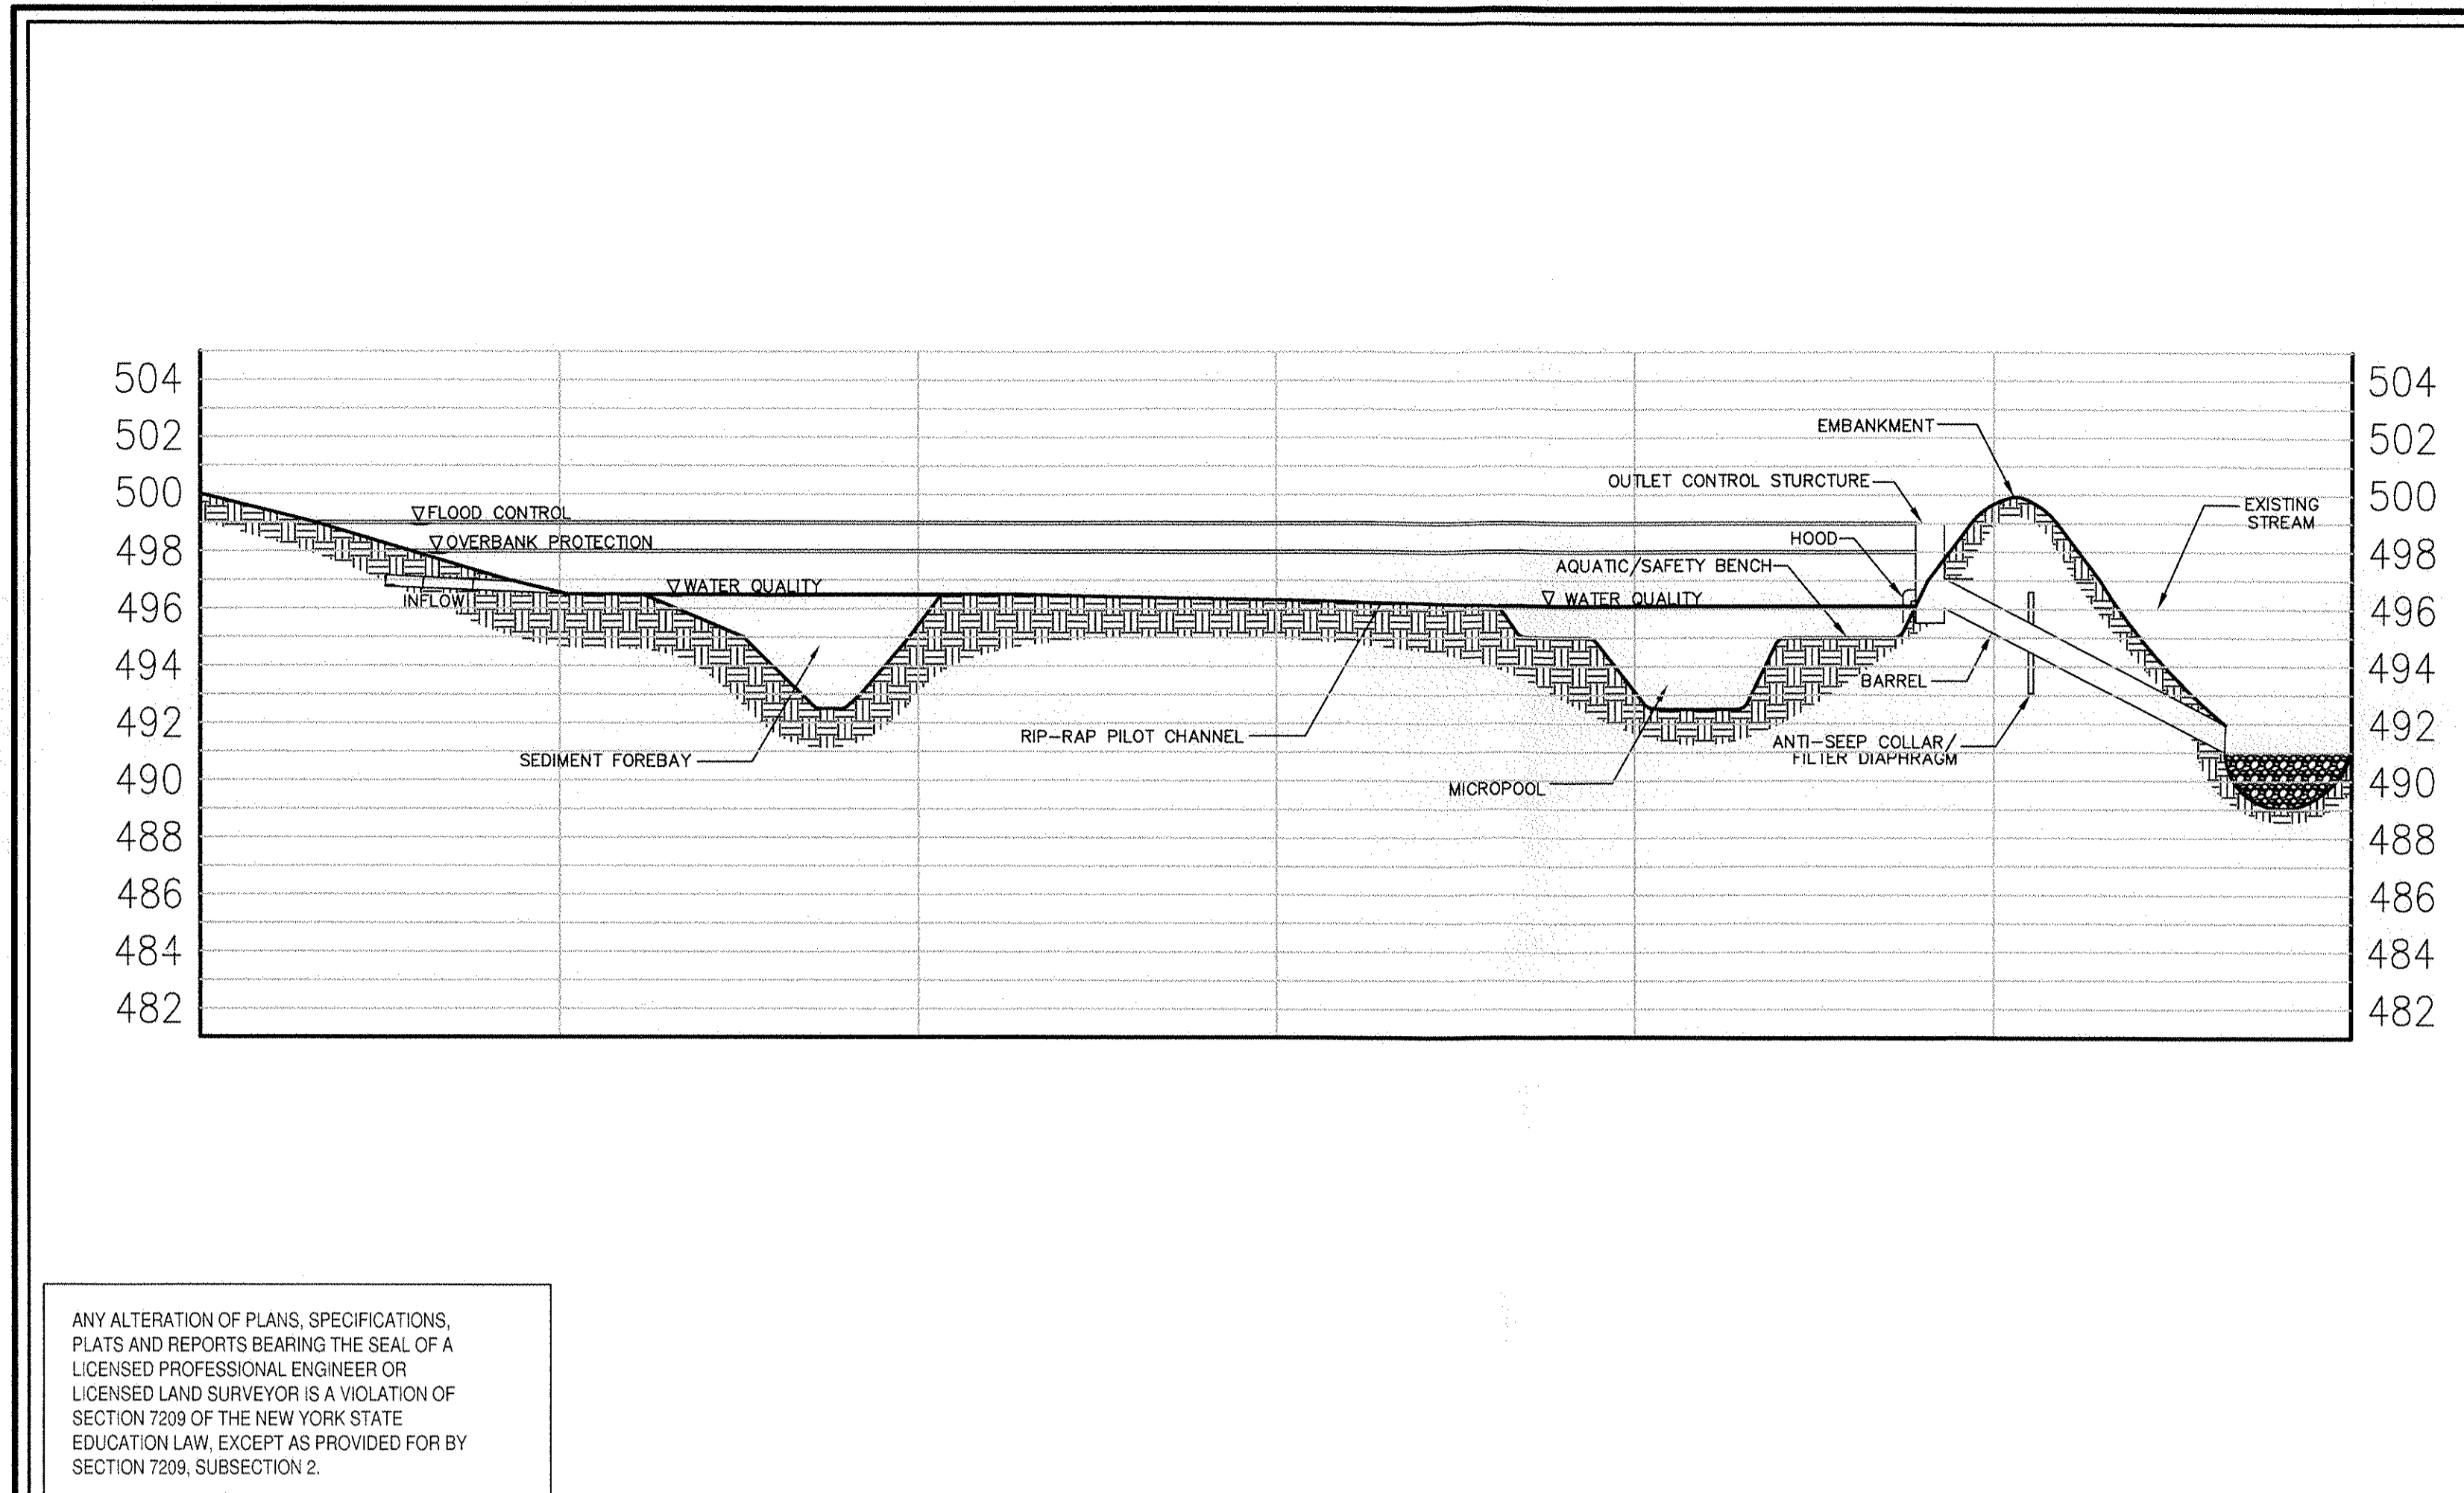 504 504
502 502
EMBANKMENT
OUTLET CONTROL STURCTURE
500 500
EXISTING
STREAM
FLOOD CONTROL
OVERBANK PROTECTION
HOOD
498 498
AQUATIC/SAFETY BENCH
WATER QUALITY
WATER QUALITY
INFLOW
496 496
494 494
BARREL
492 492
RIP-RAP PILOT CHANNEL
ANTI-SEEP COLLAR/
FILTER DIAPHRAGM
SEDIMENT FOREBAY
MICROPOOL
490 490
488 488
486 486
484 484
482 482
ANY ALTERATION OF PLANS, SPECIFICATIONS,
PLATS AND REPORTS BEARING THE SEAL OF A
LICENSED PROFESSIONAL ENGINEER OR
LICENSED LAND SURVEYOR IS A VIOLATION OF
SECTION 7209 OF THE NEW YORK STATE
EDUCATION LAW, EXCEPT AS PROVIDED FOR BY
SECTION 7209, SUBSECTION 2.